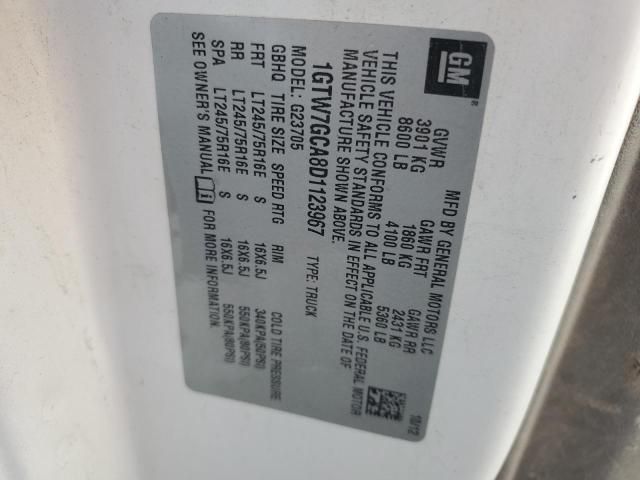 GM®
MFD BY GENERAL MOTORS LLC
GVWR GAWR FRT GAWR RR
3901 KG 1860 KG 2431 KG
8600 LB 4100 LB 5360 LB
10/12
THIS VEHICLE CONFORMS TO ALL APPLICABLE U.S. FEDERAL MOTOR
VEHICLE SAFETY STANDARDS IN EFFECT ON THE DATE OF
MANUFACTURE SHOWN ABOVE.
1GTW7GCA8D1123967 TYPE: TRUCK
MODEL: G23705
GBHQ TIRE SIZE SPEED RTG RIM COLD TIRE PRESSURE
FRT LT245/75R16E S 16X6.5J 340KPA(50PSI)
RR LT245/75R16E S 16X6.5J 550KPA(80PSI)
SPA LT245/75R16E S 16X6.5J 550KPA(80PSI)
SEE OWNER'S MANUAL FOR MORE INFORMATION.